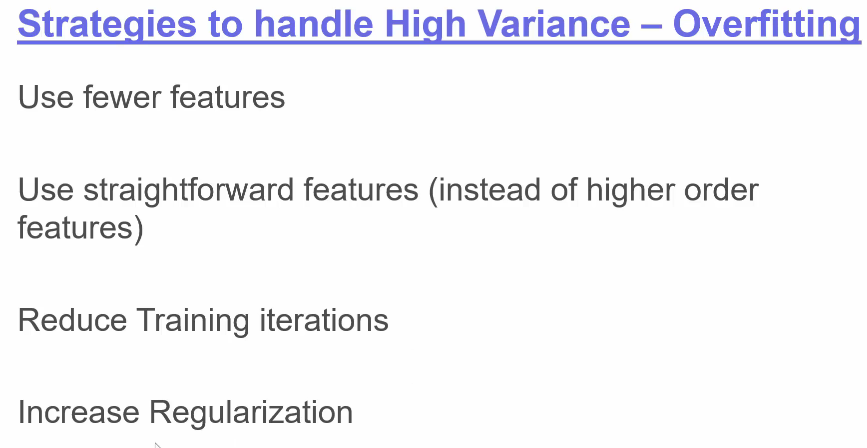 Strategies to handle High Variance – Overfitting
Use fewer features
Use straightforward features (instead of higher order
features)
Reduce Training iterations
Increase Regularization